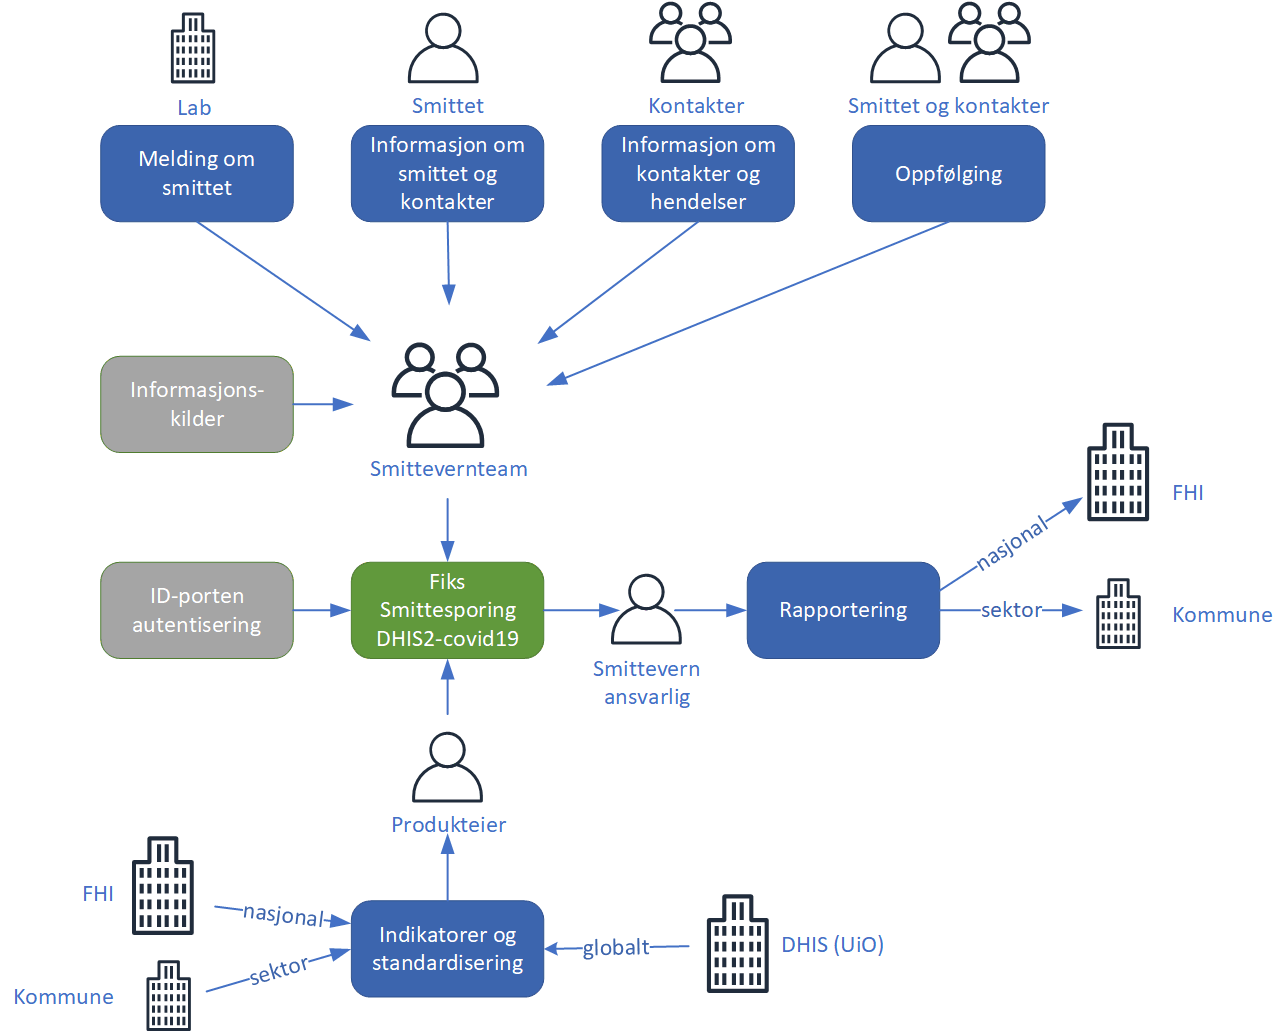 Lab
Smittet
Kontakter
Smittet og kontakter
Melding om
smittet
Informasjon om
smittet og
kontakter
Informasjon om
kontakter og
hendelser
Oppfølging
Informasjons-
kilder
Smittevernteam
FHI
nasjonal
ID-porten
autentisering
Fiks
Smittesporing
DHIS2-covid19
Smittevern
ansvarlig
Rapportering
sektor
Kommune
Produkteier
FHI
nasjonal
Indikatorer og
standardisering
globalt
DHIS (UiO)
sektor
Kommune